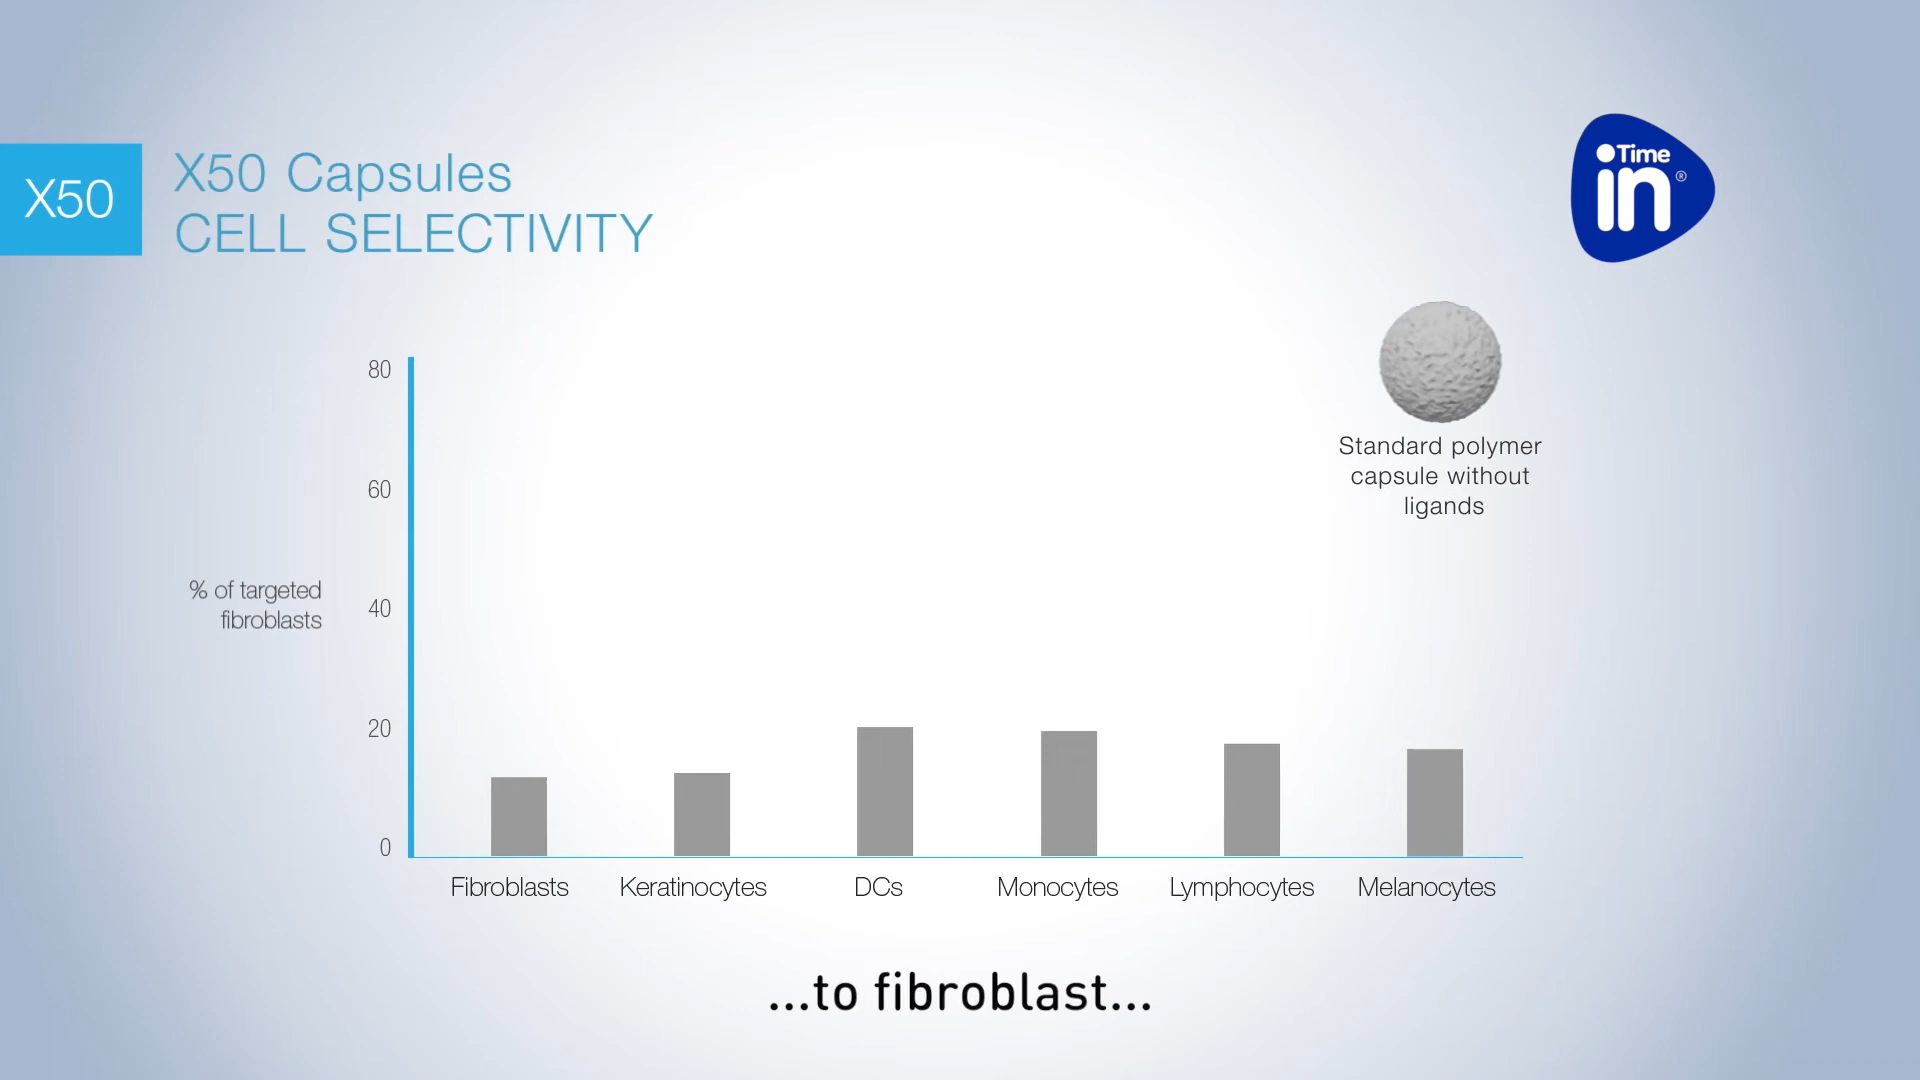 X50
X50 Capsules
CELL SELECTIVITY
Time
in®
Standard polymer
capsule without
ligands
80
60
40
20
0
% of targeted
fibroblasts
Fibroblasts
Keratinocytes
DCs
Monocytes
Lymphocytes
Melanocytes
...to fibroblast...